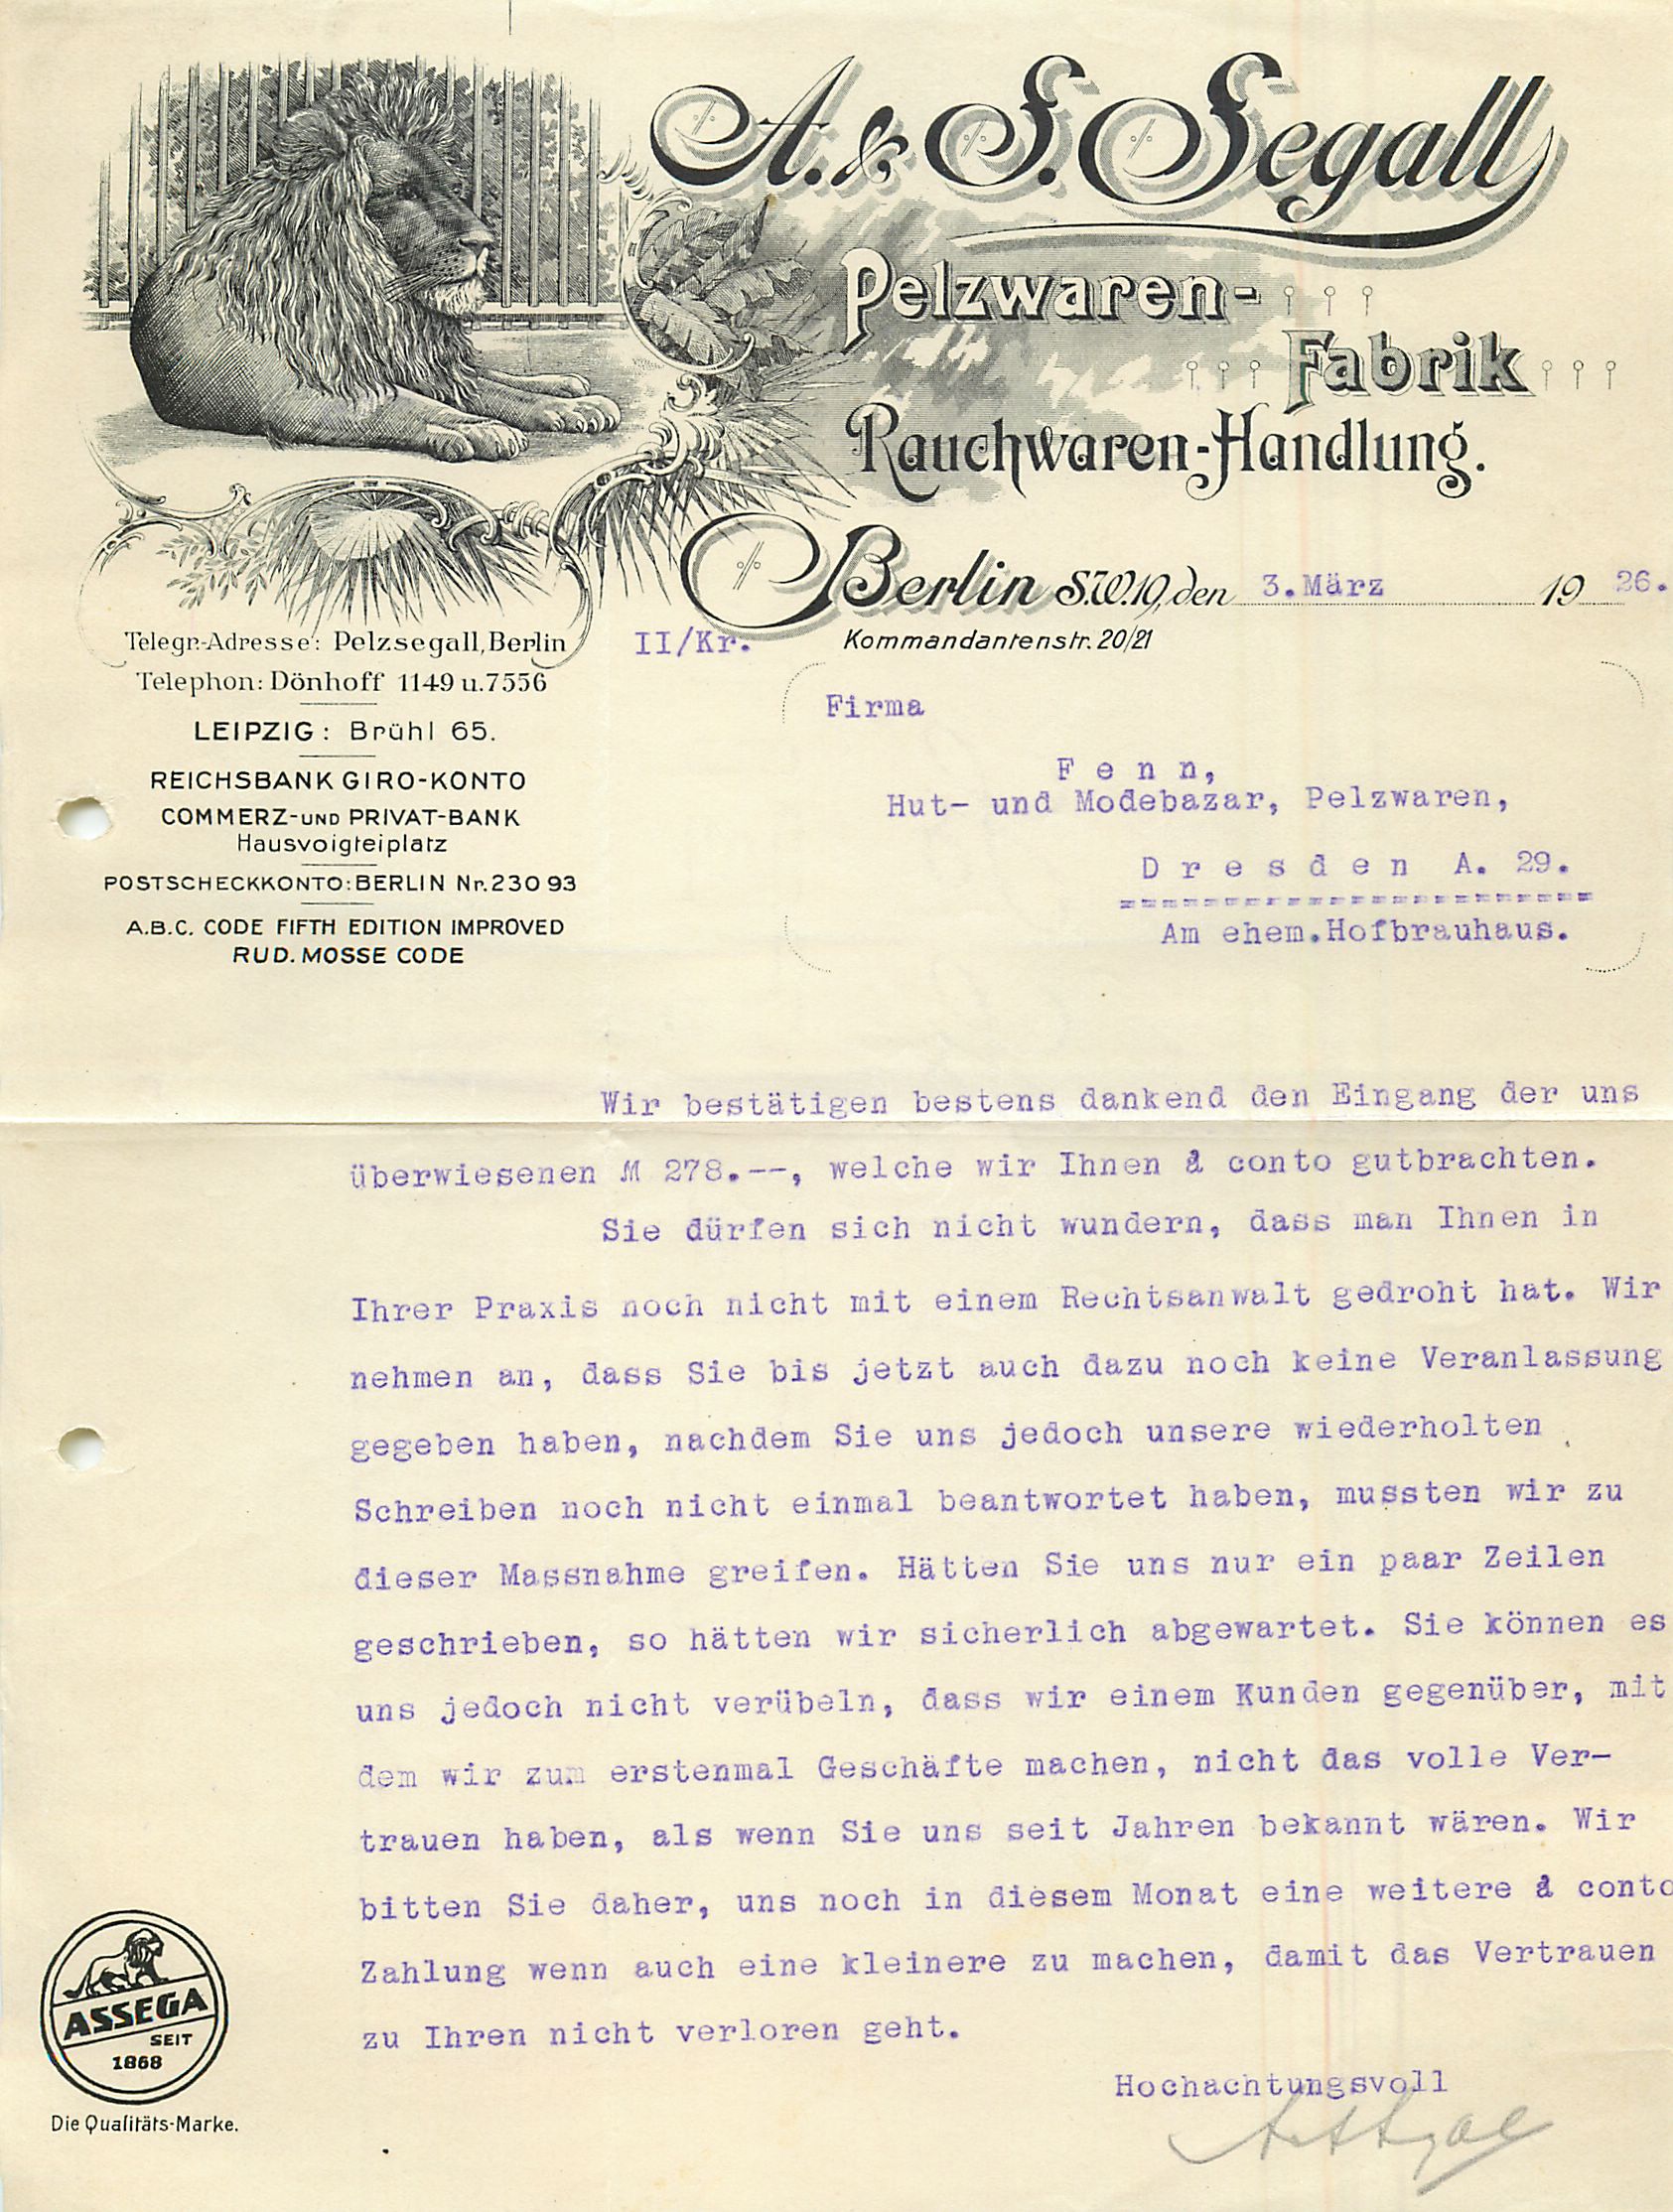 A. & S. Segall
Pelzwaren-
Fabrik
Rauchwaren-Handlung.
Berlin S.W.19, den 3.März 19 26.
Kommandantenstr. 20/21
Telegr.-Adresse: Pelzsegall, Berlin
II/Kr.
Telephon: Dönhoff 1149 u. 7556
LEIPZIG: Brühl 65.
REICHSBANK GIRO-KONTO
COMMERZ- UND PRIVAT-BANK
Hausvoigteiplatz
POSTSCHECKKONTO: BERLIN Nr. 230 93
A.B.C. CODE FIFTH EDITION IMPROVED
RUD. MOSSE CODE
Firma
F e n n,
Hut- und Modebazar, Pelzwaren,
D r e s d e n A. 29.
Am ehem.Hofbrauhaus.
Wir bestätigen bestens dankend den Eingang der uns
überwiesenen M 278.--, welche wir Ihnen à conto gutbrachten.
Sie dürfen sich nicht wundern, dass man Ihnen in
Ihrer Praxis noch nicht mit einem Rechtsanwalt gedroht hat. Wir
nehmen an, dass Sie bis jetzt auch dazu noch keine Veranlassung
gegeben haben, nachdem Sie uns jedoch unsere wiederholten
Schreiben noch nicht einmal beantwortet haben, mussten wir zu
dieser Massnahme greifen. Hätten Sie uns nur ein paar Zeilen
geschrieben, so hätten wir sicherlich abgewartet. Sie können es
uns jedoch nicht verübeln, dass wir einem Kunden gegenüber, mit
dem wir zum erstenmal Geschäfte machen, nicht das volle Ver-
trauen haben, als wenn Sie uns seit Jahren bekannt wären. Wir
bitten Sie daher, uns noch in diesem Monat eine weitere à conto
Zahlung wenn auch eine kleinere zu machen, damit das Vertrauen
zu Ihren nicht verloren geht.
Hochachtungsvoll
ASSEGA
SEIT
1868
Die Qualitäts-Marke.